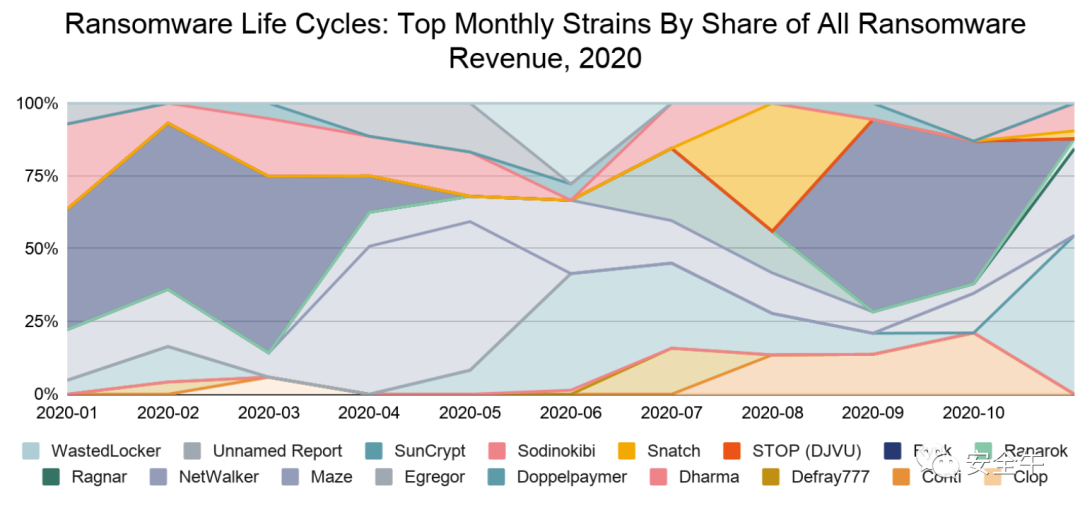 Ransomware Life Cycles: Top Monthly Strains By Share of All Ransomware
Revenue, 2020
100%
75%
50%
25%
0%
2020-01 2020-02 2020-03 2020-04 2020-05 2020-06 2020-07 2020-08 2020-09 2020-10
WastedLocker Unnamed Report SunCrypt Sodinokibi Snatch STOP (DJVU) Ryuk Ranarok
Ragnar NetWalker Maze Egregor Doppelpaymer Dharma Defray777 Conti Clop
安全牛